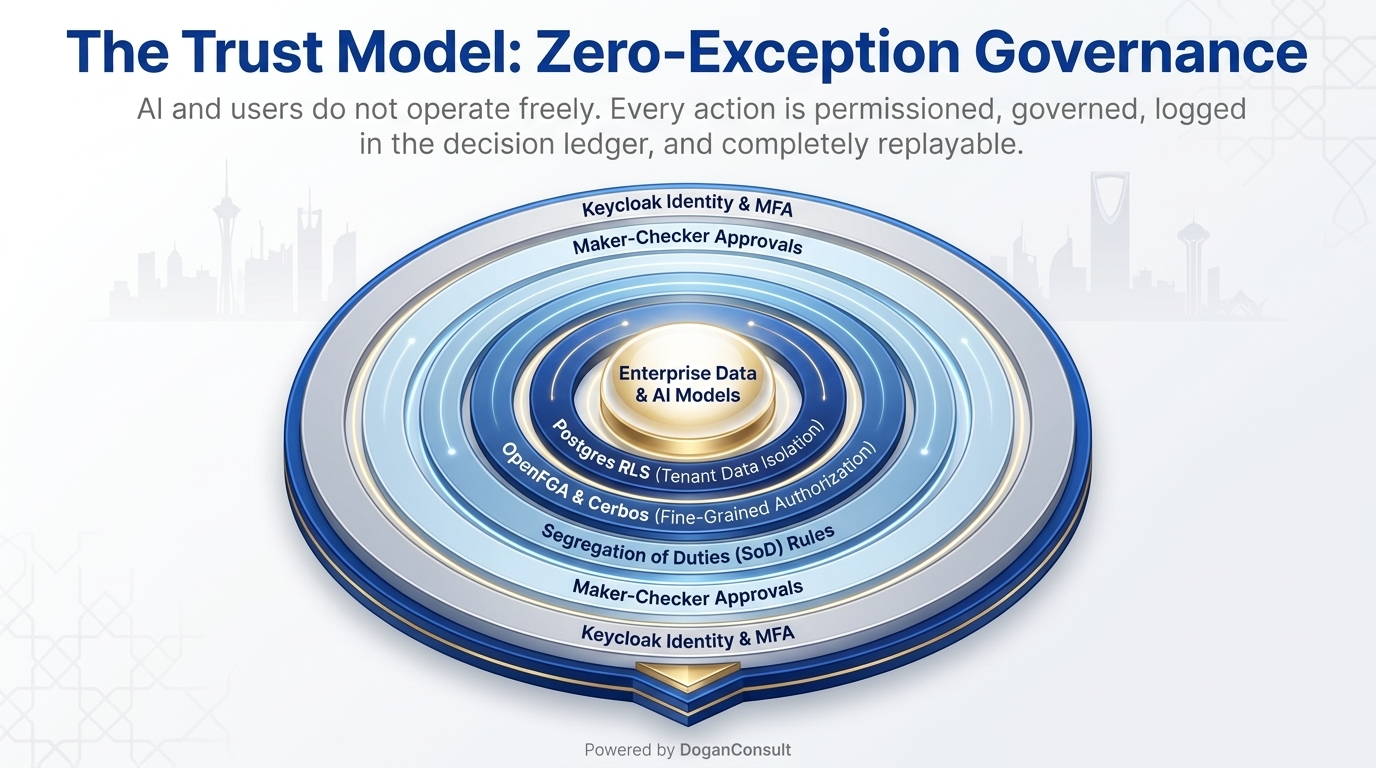 The Trust Model: Zero-Exception Governance
AI and users do not operate freely. Every action is permissioned, governed, logged
in the decision ledger, and completely replayable.
Keycloak Identity & MFA
Maker-Checker Approvals
Enterprise Data
& AI Models
Postgres RLS (Tenant Data Isolation)
OpenFGA & Cerbos (Fine-Grained Authorization)
Segregation of Duties (SoD) Rules
Maker-Checker Approvals
Keycloak Identity & MFA
Powered by DoganConsult